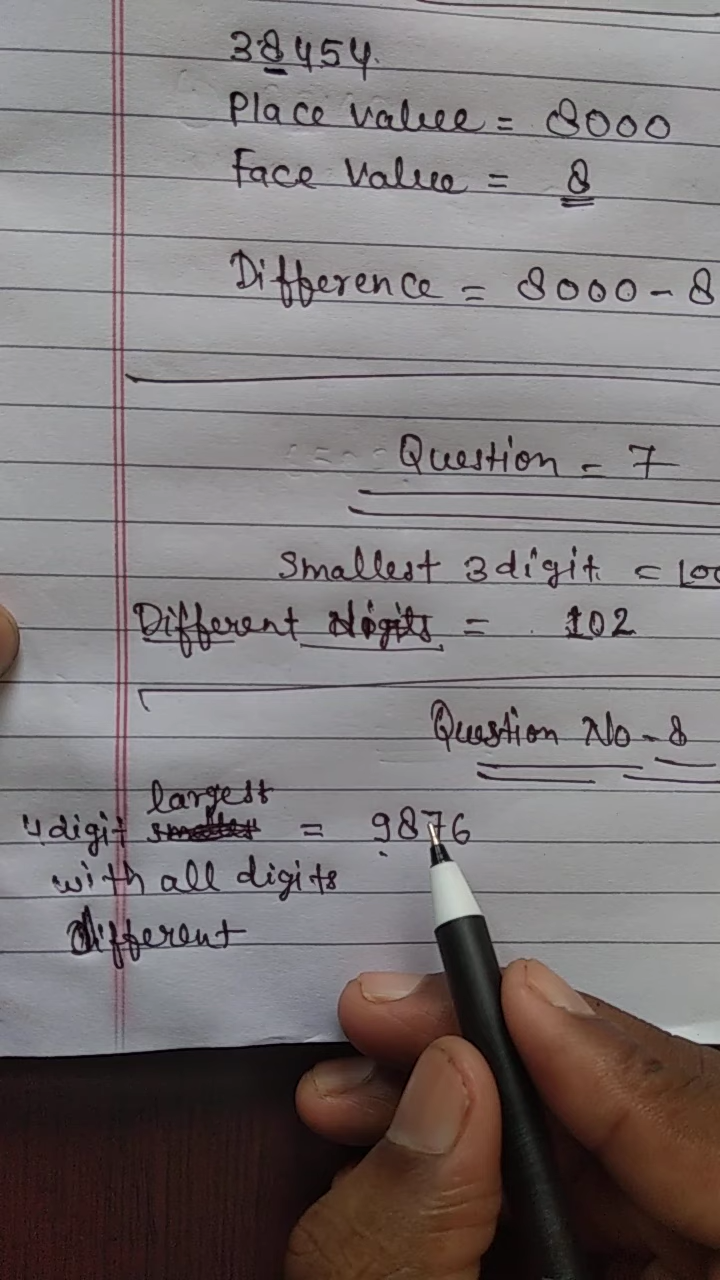 38454.
Place value = 8000
Face Value = 8
Difference = 8000 - 8
Question - 7
Smallest 3 digit = 100
Different digits = 102
Question No - 8
largest
4 digit = 9876
with all digits
Different